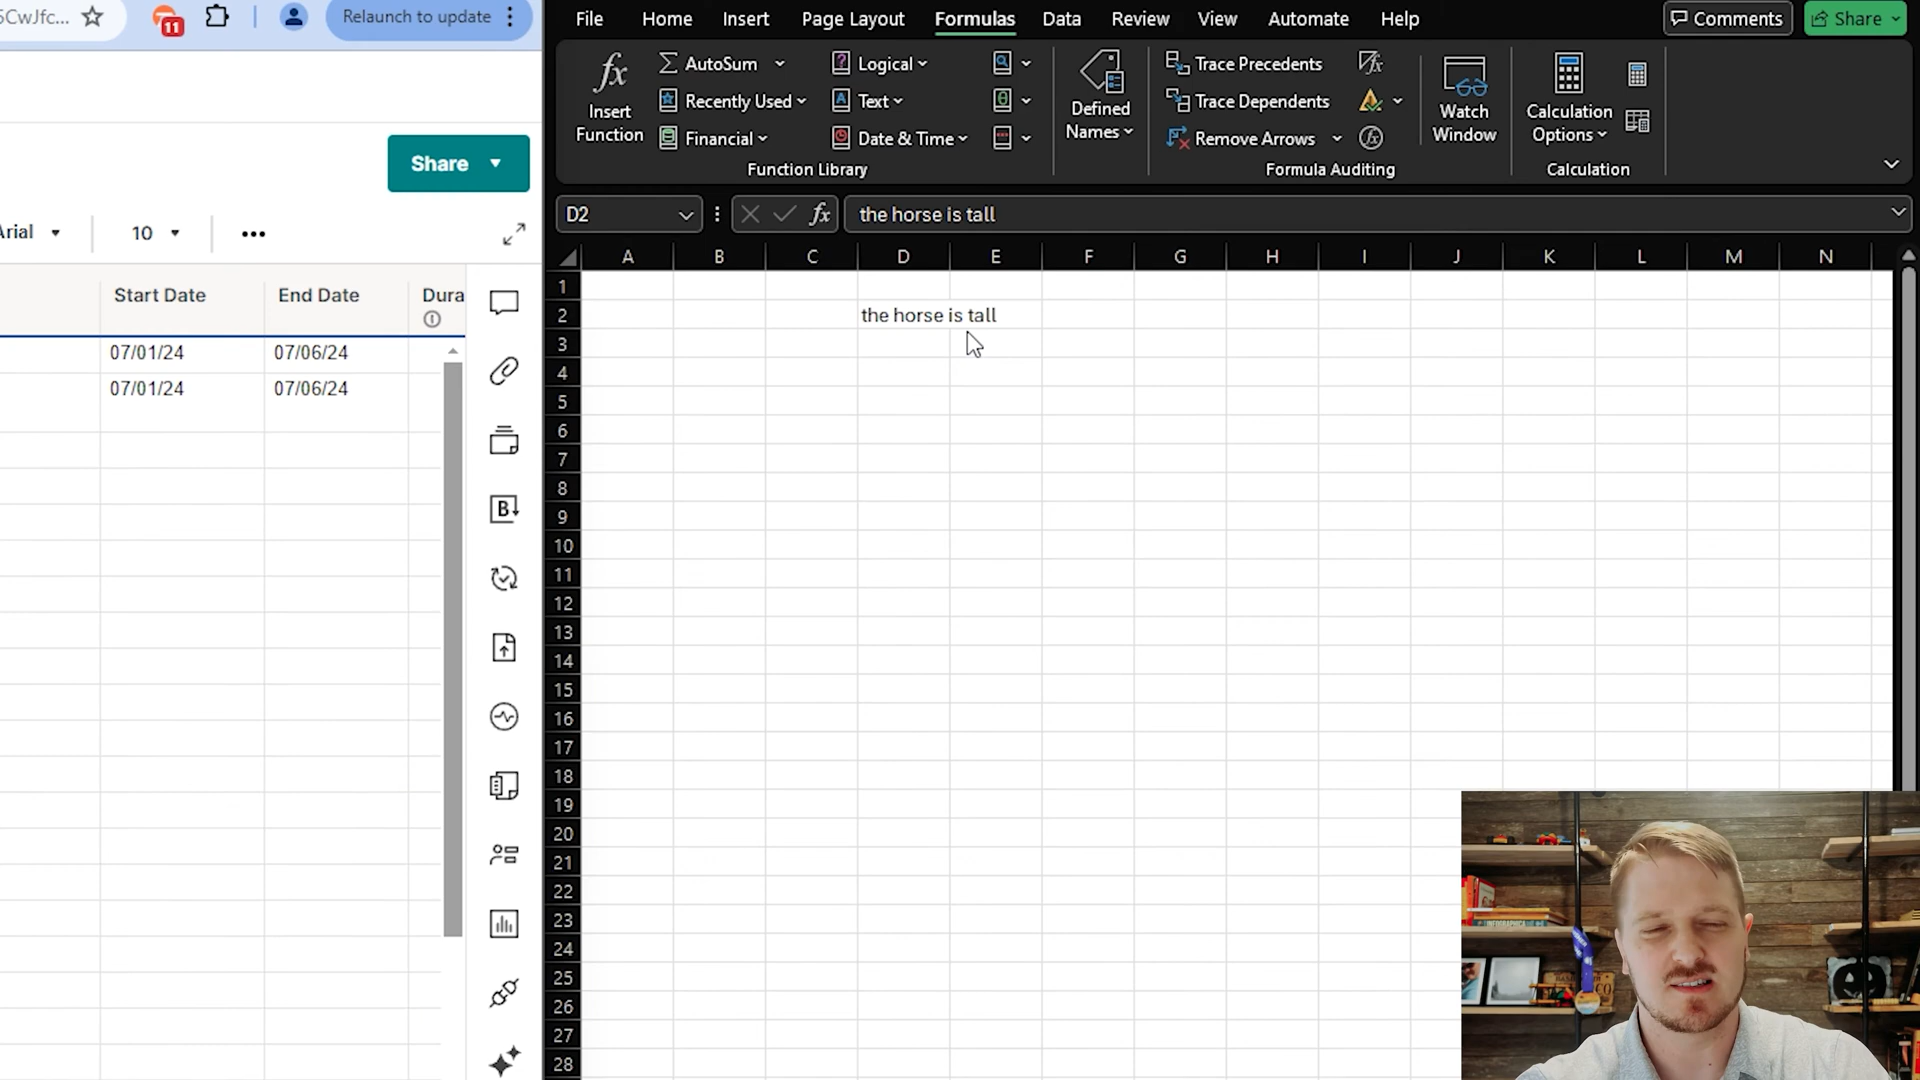 5CwJfc...
11
Relaunch to update
Share
Arial
10
Start Date
End Date
Dura
07/01/24
07/06/24
07/01/24
07/06/24
File
Home
Insert
Page Layout
Formulas
Data
Review
View
Automate
Help
Comments
Share
fx
Insert
Function
AutoSum
Recently Used
Financial
Logical
Text
Date & Time
Function Library
Defined
Names
Trace Precedents
Trace Dependents
Remove Arrows
Formula Auditing
Watch
Window
Calculation
Options
Calculation
D2
fx
the horse is tall
A B C D E F G H I J K L M N
1
2 the horse is tall
3
4
5
6
7
8
9
10
11
12
13
14
15
16
17
18
19
20
21
22
23
24
25
26
27
28